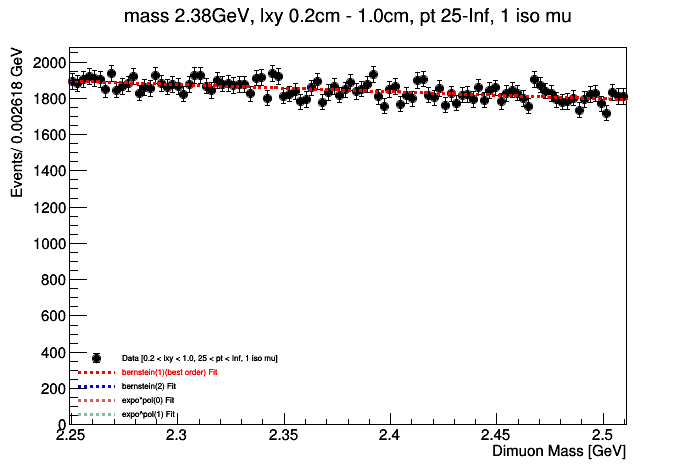 mass 2.38GeV, lxy 0.2cm - 1.0cm, pt 25-Inf, 1 iso mu
Events/ 0.002618 GeV
2000
1800
1600
1400
1200
1000
800
600
400
200
0
Data [0.2 < lxy < 1.0, 25 < pt < Inf, 1 iso mu]
bernstein(1)(best order) Fit
bernstein(2) Fit
expo*pol(0) Fit
expo^pol(1) Fit
2.25 2.3 2.35 2.4 2.45 2.5
Dimuon Mass [GeV]